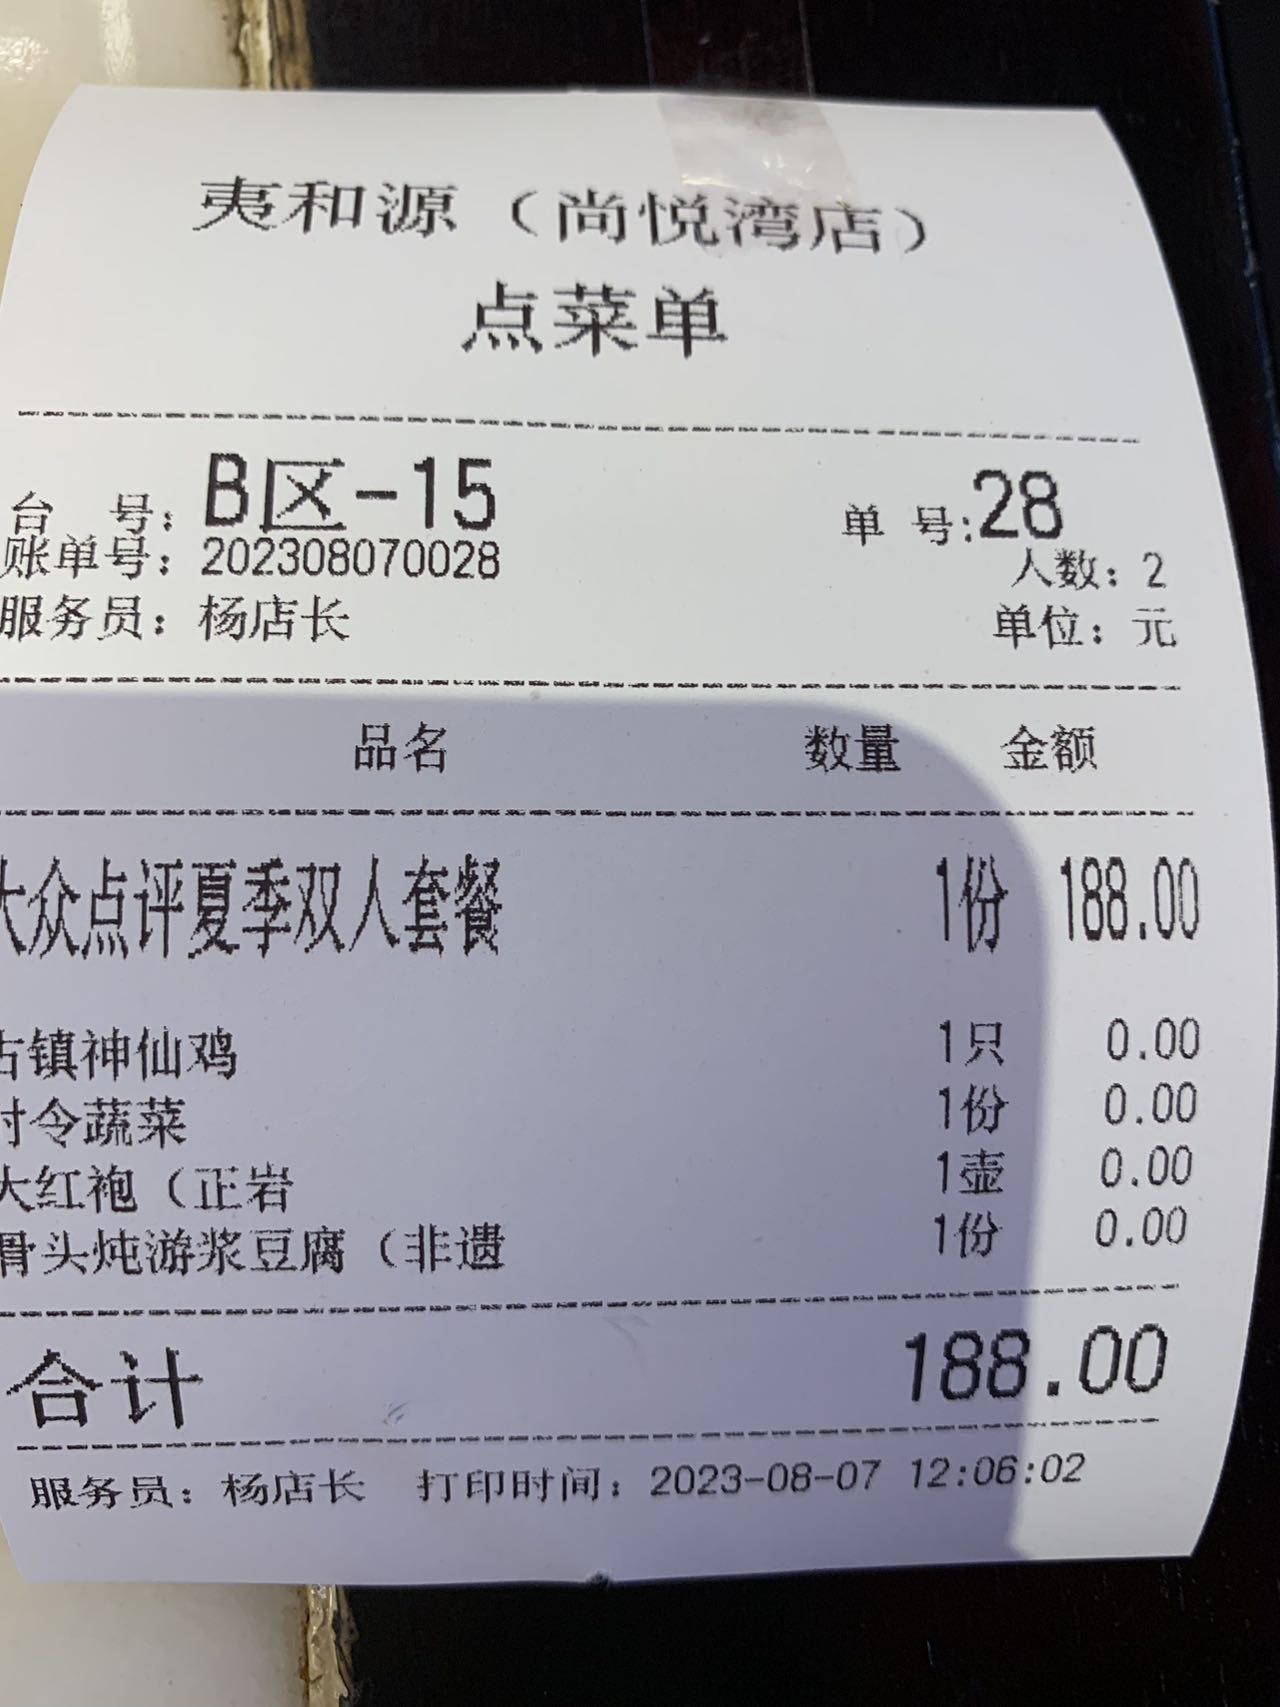 夷和源（尚悦湾店）
点菜单
台 号：B区-15 单 号:28
账单号：202308070028 人数：2
服务员：杨店长 单位：元
品名 数量 金额
大众点评夏季双人套餐 1份 188.00
古镇神仙鸡 1只 0.00
时令蔬菜 1份 0.00
大红袍（正岩 1壶 0.00
骨头炖游浆豆腐（非遗 1份 0.00
合计 188.00
服务员：杨店长 打印时间：2023-08-07 12:06:02